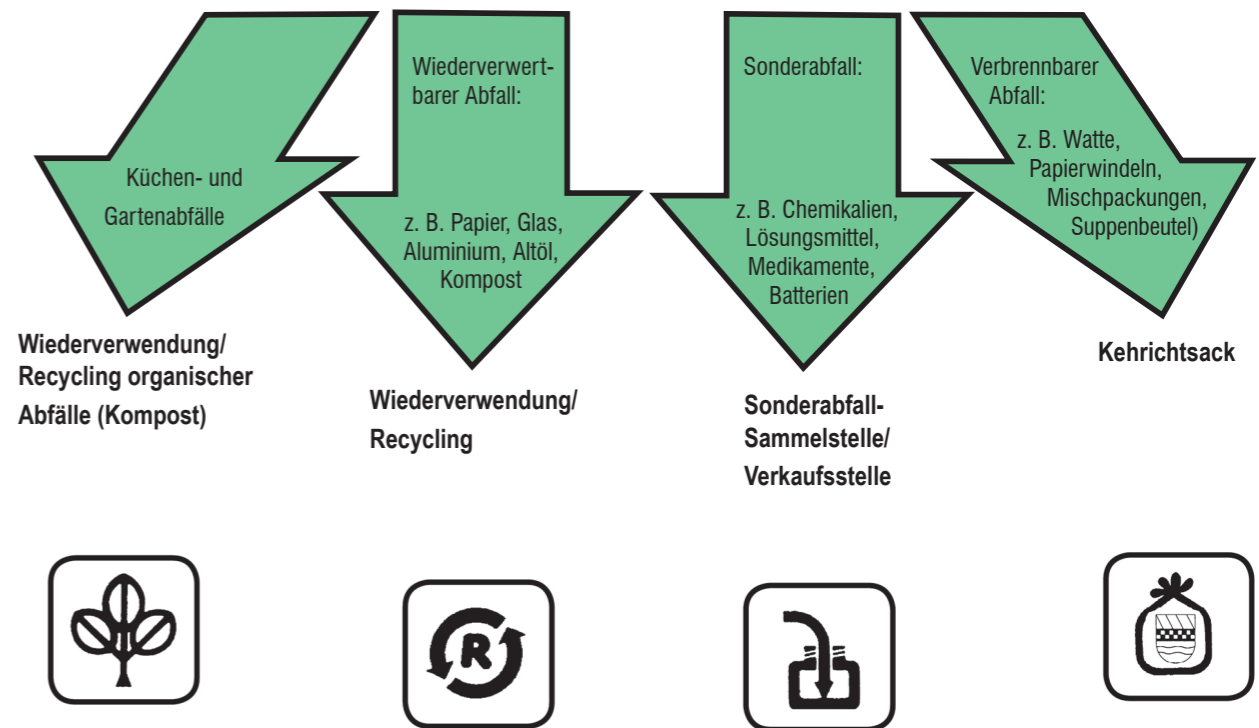 Küchen- und
Gartenabfälle
Wiederverwendung/
Recycling organischer
Abfälle (Kompost)
Wiederverwert-
barer Abfall:
z. B. Papier, Glas,
Aluminium, Altöl,
Kompost
Wiederverwendung/
Recycling
Sonderabfall:
z. B. Chemikalien,
Lösungsmittel,
Medikamente,
Batterien
Sonderabfall-
Sammelstelle/
Verkaufsstelle
Verbrennbarer
Abfall:
z. B. Watte,
Papierwindeln,
Mischpackungen,
Suppenbeutel)
Kehrichtsack
R